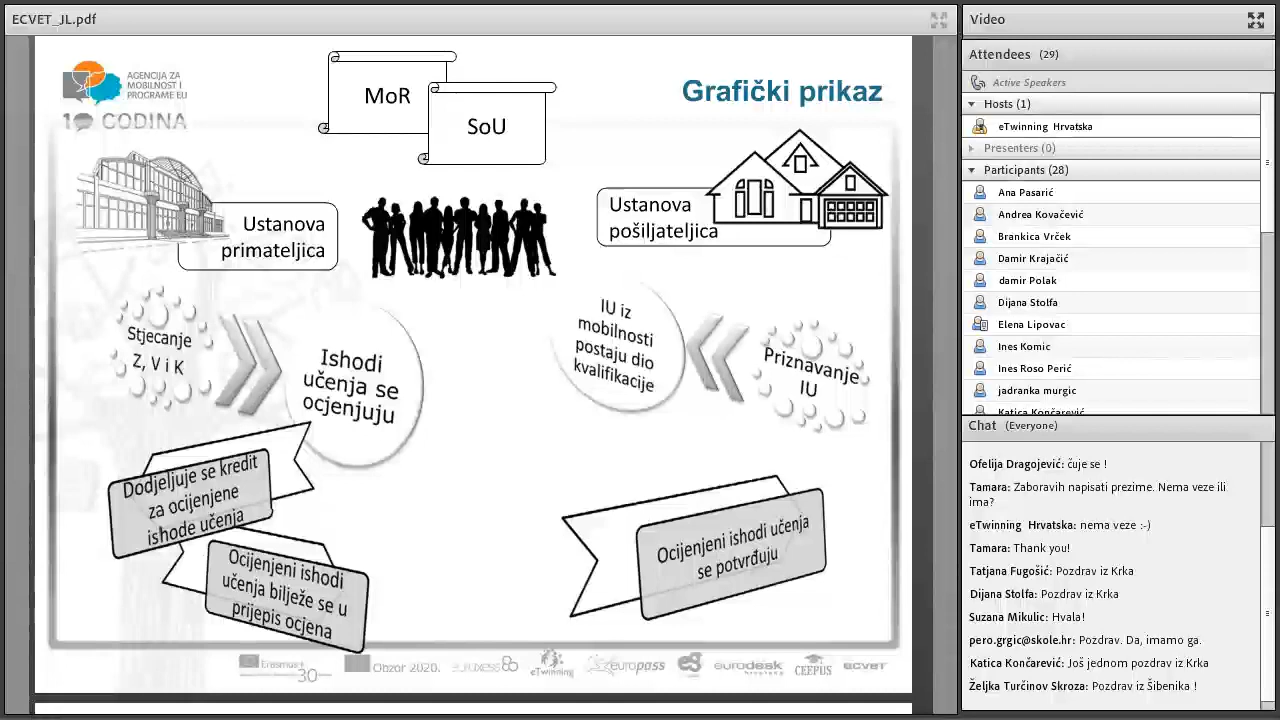 ECVET_JL.pdf
AGENCIJA ZA
MOBILNOST I
PROGRAME EU
10 GODINA
MoR
SoU
Grafički prikaz
Ustanova
primateljica
Ustanova
pošiljateljica
Stjecanje
Z, V i K
Ishodi
učenja se
ocjenjuju
IU iz
mobilnosti
postaju dio
kvalifikacije
Priznavanje
IU
Dodjeljuje se kredit
za ocijenjene
ishode učenja
Ocijenjeni ishodi
učenja bilježe se u
prijepis ocjena
Ocijenjeni ishodi učenja
se potvrđuju
Erasmus+
30
Obzor 2020.
eTwinning
europass
eurodesk
CEEPUS
ecvet
Video
Attendees (29)
Active Speakers
Hosts (1)
eTwinning Hrvatska
Presenters (0)
Participants (28)
Ana Pasarić
Andrea Kovačević
Brankica Vrček
Damir Krajačić
damir Polak
Dijana Stolfa
Elena Lipovac
Ines Komic
Ines Roso Perić
jadranka murgic
Katica Končarević
Chat (Everyone)
Ofelija Dragojević: čuje se !
Tamara: Zaboravih napisati prezime. Nema veze ili
ima?
eTwinning Hrvatska: nema veze :-)
Tamara: Thank you!
Tatjana Fugošić: Pozdrav iz Krka
Dijana Stolfa: Pozdrav iz Krka
Suzana Mikulic: Hvala!
pero.grgic@skole.hr: Pozdrav. Da, imamo ga.
Katica Končarević: Još jednom pozdrav iz Krka
Željka Turčinov Skroza: Pozdrav iz Šibenika !